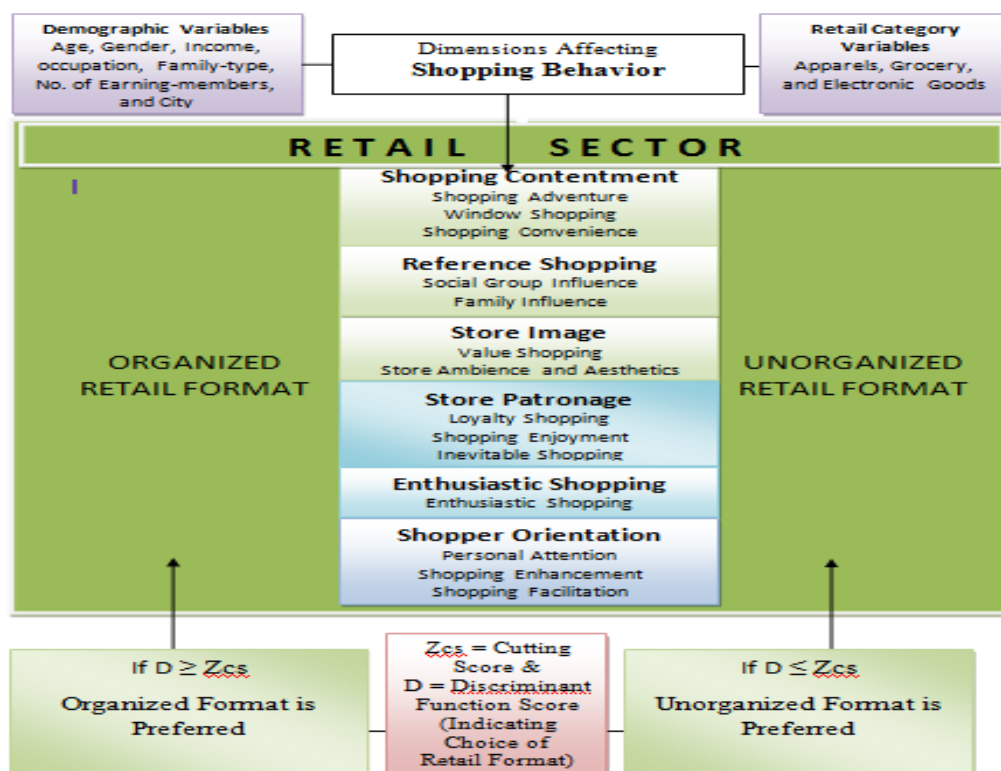 Demographic Variables
Age, Gender, Income,
occupation, Family-type,
No. of Earning-members,
and City
Dimensions Affecting
Shopping Behavior
Retail Category
Variables
Apparels, Grocery,
and Electronic Goods
RETAIL SECTOR
I
Shopping Contentment
Shopping Adventure
Window Shopping
Shopping Convenience
Reference Shopping
Social Group Influence
Family Influence
Store Image
Value Shopping
Store Ambience and Aesthetics
Store Patronage
Loyalty Shopping
Shopping Enjoyment
Inevitable Shopping
Enthusiastic Shopping
Enthusiastic Shopping
Shopper Orientation
Personal Attention
Shopping Enhancement
Shopping Facilitation
ORGANIZED
RETAIL FORMAT
UNORGANIZED
RETAIL FORMAT
If D ≥ Zcs
Organized Format is
Preferred
Zcs = Cutting
Score &
D = Discriminant
Function Score
(Indicating
Choice of
Retail Format)
If D ≤ Zcs
Unorganized Format is
Preferred